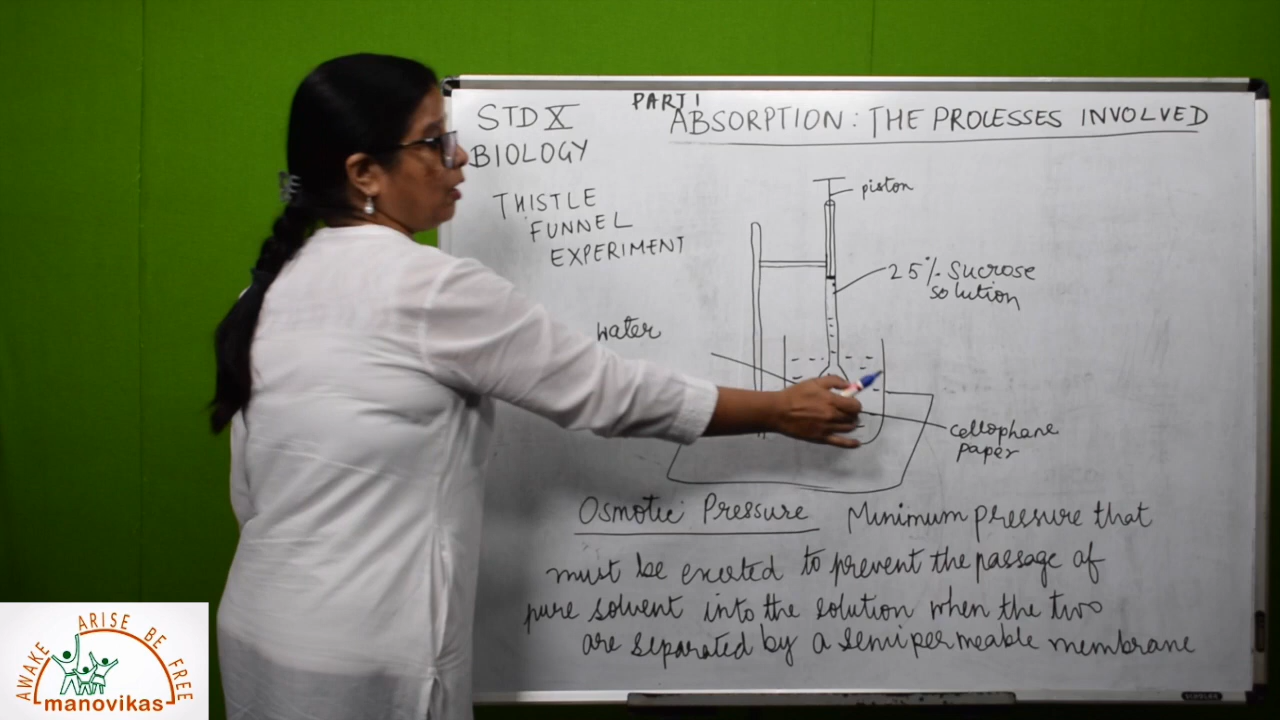 PART 1
STD X
ABSORPTION : THE PROCESSES INVOLVED
BIOLOGY
THISTLE
FUNNEL
EXPERIMENT
piston
25% Sucrose
solution
water
cellophane
paper
Osmotic Pressure Minimum pressure that
must be exerted to prevent the passage of
pure solvent into the solution when the two
are separated by a semipermeable membrane
AWAKE ARISE BE FREE
manovikas